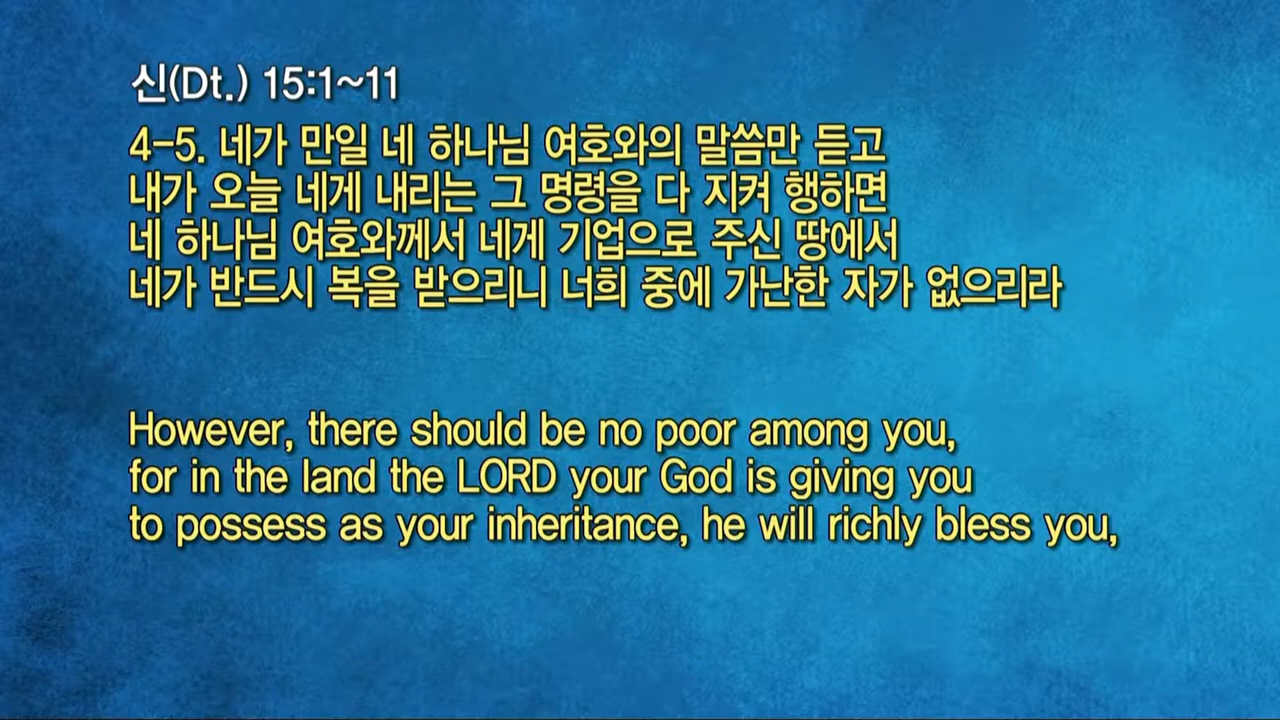 신(Dt.) 15:1~11
4-5. 네가 만일 네 하나님 여호와의 말씀만 듣고
내가 오늘 네게 내리는 그 명령을 다 지켜 행하면
네 하나님 여호와께서 네게 기업으로 주신 땅에서
네가 반드시 복을 받으리니 너희 중에 가난한 자가 없으리라
However, there should be no poor among you,
for in the land the LORD your God is giving you
to possess as your inheritance, he will richly bless you,